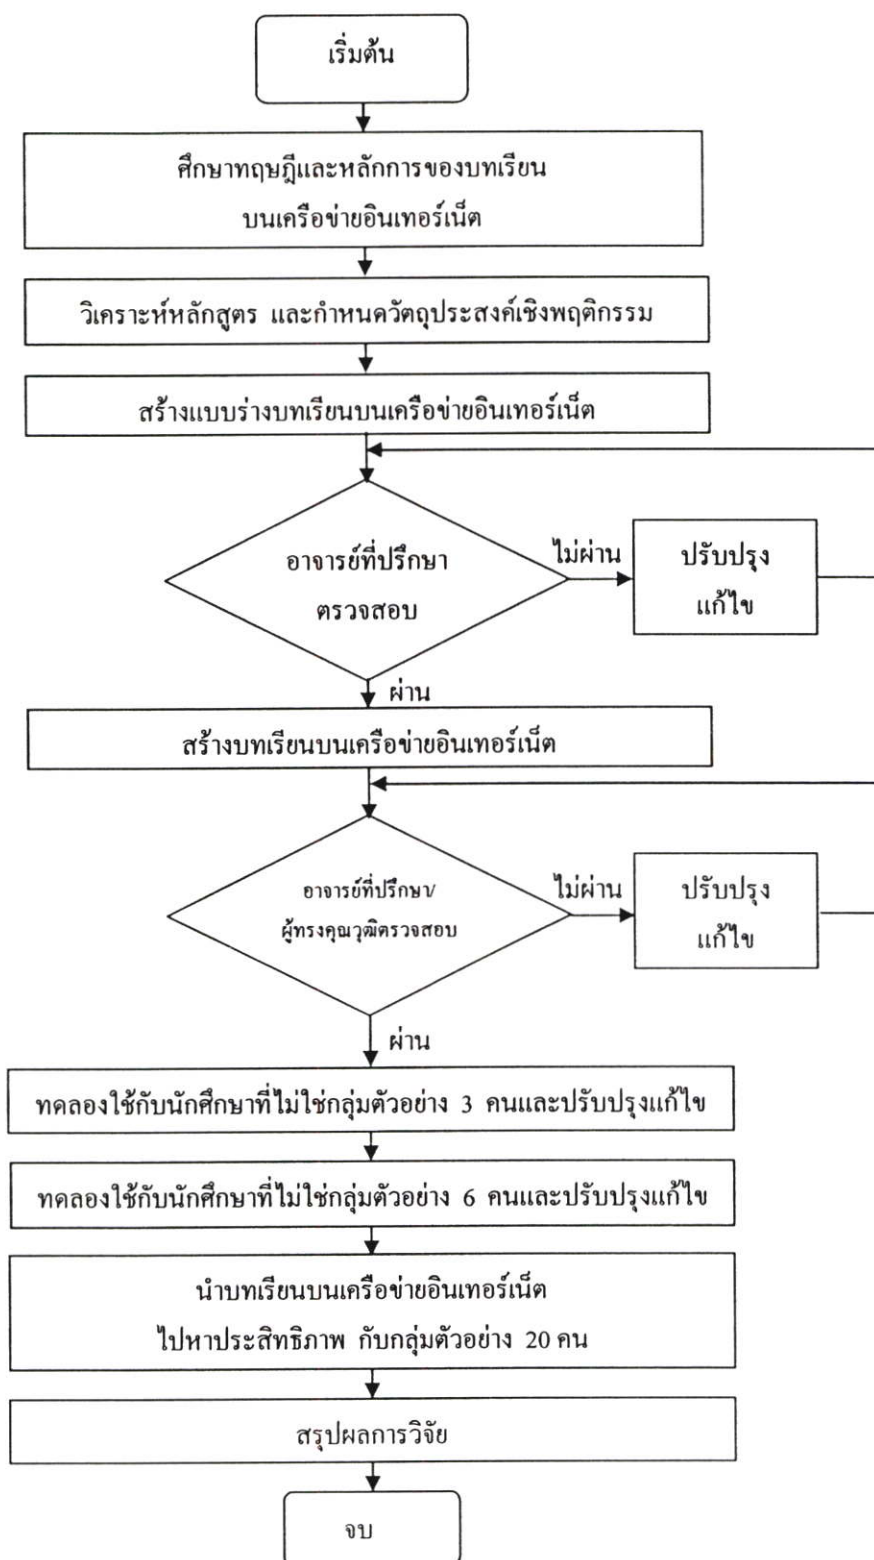 เริ่มต้น
ศึกษาทฤษฎีและหลักการของบทเรียน
บนเครือข่ายอินเทอร์เน็ต
วิเคราะห์หลักสูตร และกำหนดวัตถุประสงค์เชิงพฤติกรรม
สร้างแบบร่างบทเรียนบนเครือข่ายอินเทอร์เน็ต
อาจารย์ที่ปรึกษา
ตรวจสอบ
ไม่ผ่าน
ปรับปรุง
แก้ไข
ผ่าน
สร้างบทเรียนบนเครือข่ายอินเทอร์เน็ต
อาจารย์ที่ปรึกษา/
ผู้ทรงคุณวุฒิตรวจสอบ
ไม่ผ่าน
ปรับปรุง
แก้ไข
ผ่าน
ทดลองใช้กับนักศึกษาที่ไม่ใช่กลุ่มตัวอย่าง 3 คนและปรับปรุงแก้ไข
ทดลองใช้กับนักศึกษาที่ไม่ใช่กลุ่มตัวอย่าง 6 คนและปรับปรุงแก้ไข
นำบทเรียนบนเครือข่ายอินเทอร์เน็ต
ไปหาประสิทธิภาพ กับกลุ่มตัวอย่าง 20 คน
สรุปผลการวิจัย
จบ